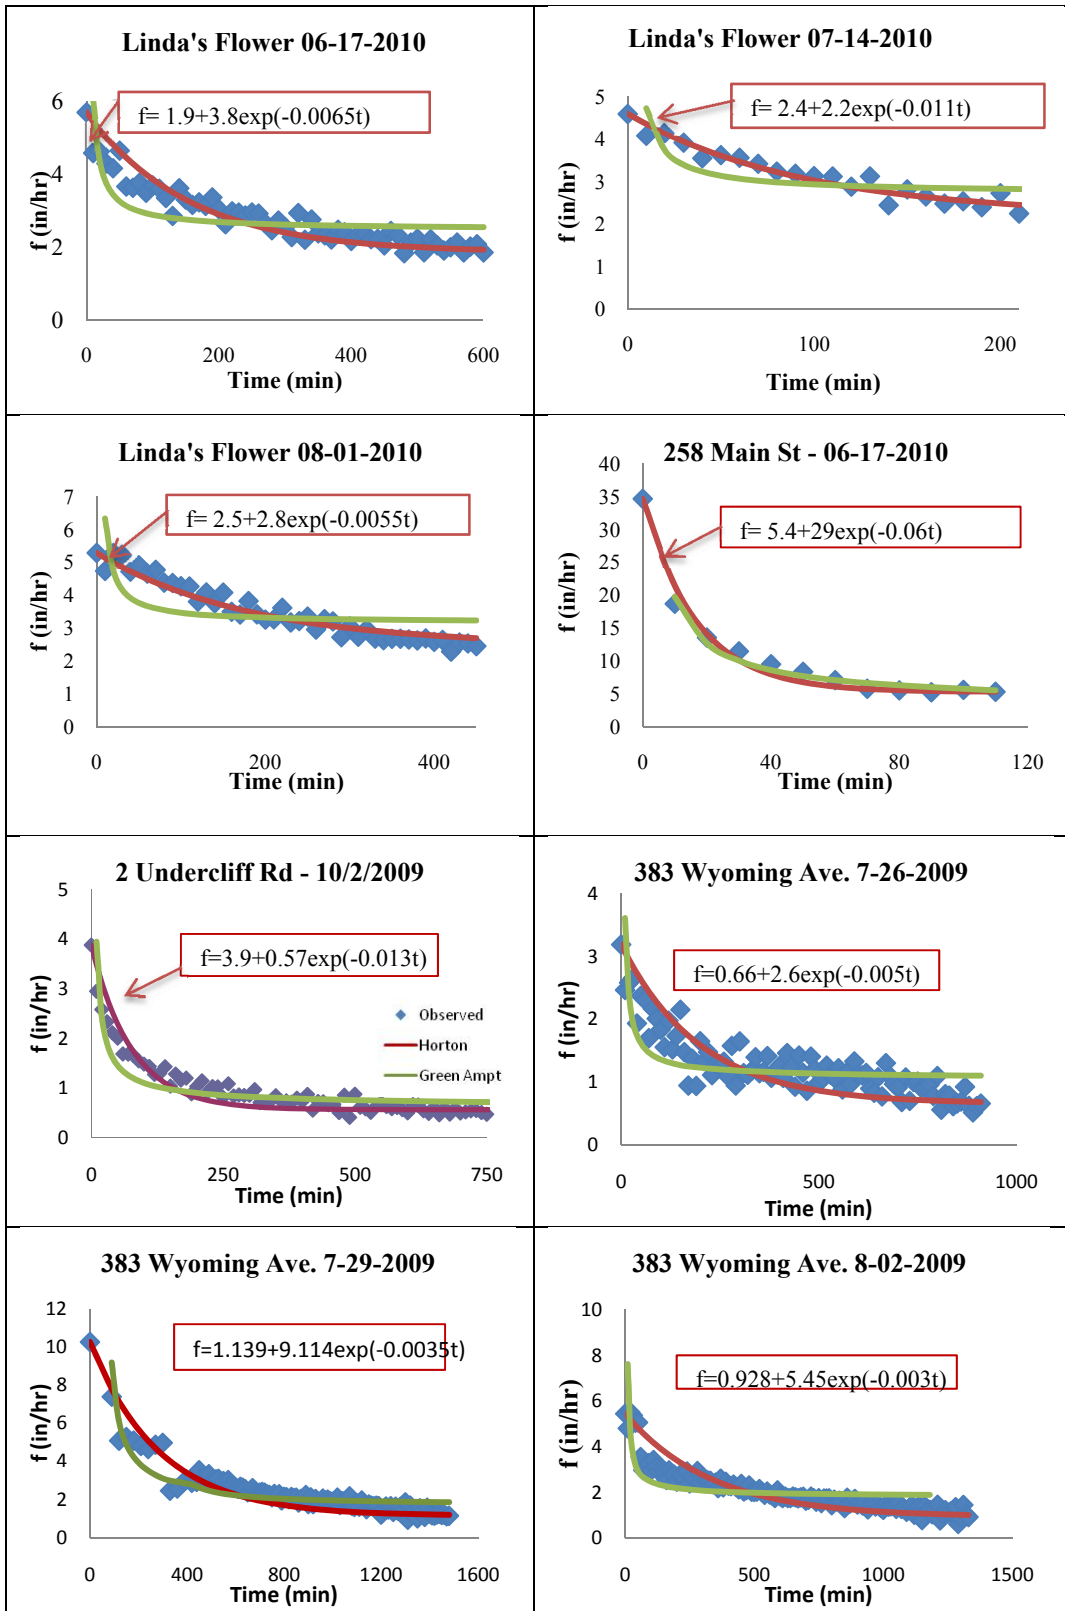 Linda's Flower 06-17-2010
f= 1.9+3.8exp(-0.0065t)
f (in/hr)
6
4
2
0
0 200 400 600
Time (min)
Linda's Flower 07-14-2010
f= 2.4+2.2exp(-0.011t)
f (in/hr)
5
4
3
2
1
0
0 100 200
Time (min)
Linda's Flower 08-01-2010
f= 2.5+2.8exp(-0.0055t)
f (in/hr)
7
6
5
4
3
2
1
0
0 200 400
Time (min)
258 Main St - 06-17-2010
f= 5.4+29exp(-0.06t)
f (in/hr)
40
35
30
25
20
15
10
5
0
0 40 80 120
Time (min)
2 Undercliff Rd - 10/2/2009
f=3.9+0.57exp(-0.013t)
Observed
Horton
Green Ampt
f (in/hr)
5
4
3
2
1
0
0 250 500 750
Time (min)
383 Wyoming Ave. 7-26-2009
f=0.66+2.6exp(-0.005t)
f (in/hr)
4
3
2
1
0
0 500 1000
Time (min)
383 Wyoming Ave. 7-29-2009
f=1.139+9.114exp(-0.0035t)
f (in/hr)
12
10
8
6
4
2
0
0 400 800 1200 1600
Time (min)
383 Wyoming Ave. 8-02-2009
f=0.928+5.45exp(-0.003t)
f (in/hr)
10
8
6
4
2
0
0 500 1000 1500
Time (min)